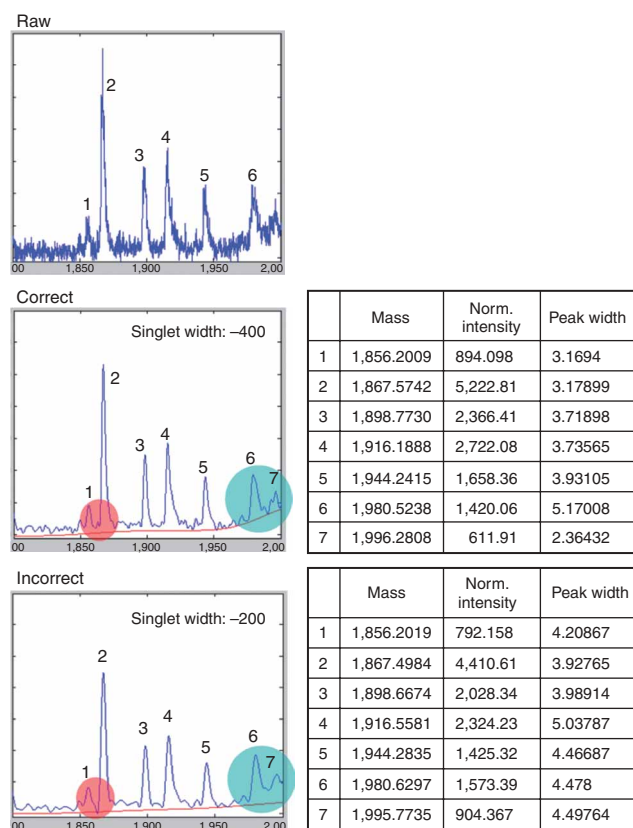 Raw
2
4
3
5
6
1
00 1,850 1,900 1,950 2,00
Correct
Singlet width: –400
2
4
3
6
7
5
1
00 1,850 1,900 1,950 2,00
Mass Norm. intensity Peak width
1 1,856.2009 894.098 3.1694
2 1,867.5742 5,222.81 3.17899
3 1,898.7730 2,366.41 3.71898
4 1,916.1888 2,722.08 3.73565
5 1,944.2415 1,658.36 3.93105
6 1,980.5238 1,420.06 5.17008
7 1,996.2808 611.91 2.36432
Incorrect
Singlet width: –200
2
4
3
6
5
7
1
00 1,850 1,900 1,950 2,00
Mass Norm. intensity Peak width
1 1,856.2019 792.158 4.20867
2 1,867.4984 4,410.61 3.92765
3 1,898.6674 2,028.34 3.98914
4 1,916.5581 2,324.23 5.03787
5 1,944.2835 1,425.32 4.46687
6 1,980.6297 1,573.39 4.478
7 1,995.7735 904.367 4.49764